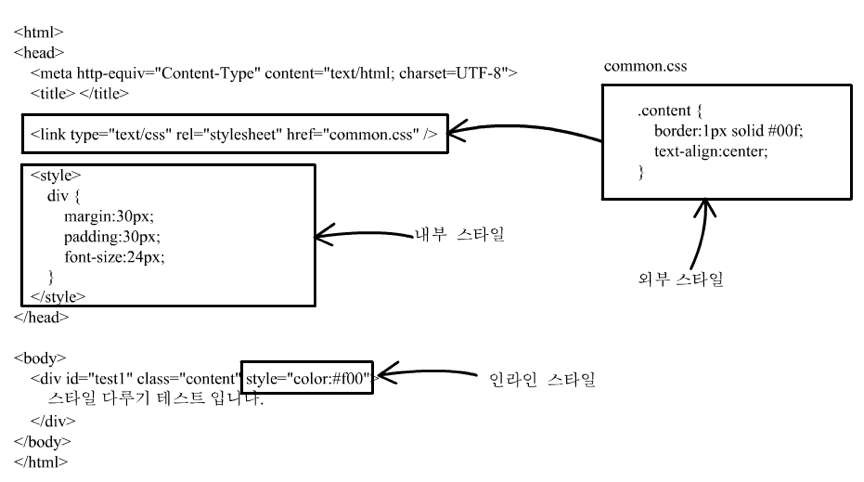 <html>
<head>
<meta http-equiv="Content-Type" content="text/html; charset=UTF-8">
<title> </title>
<link type="text/css" rel="stylesheet" href="common.css" />
common.css
.content {
border:1px solid #00f;
text-align:center;
}
외부 스타일
<style>
div {
margin:30px;
padding:30px;
font-size:24px;
}
</style>
내부 스타일
</head>
<body>
<div id="test1" class="content" style="color:#f00">
인라인 스타일
스타일 다루기 테스트 입니다.
</div>
</body>
</html>